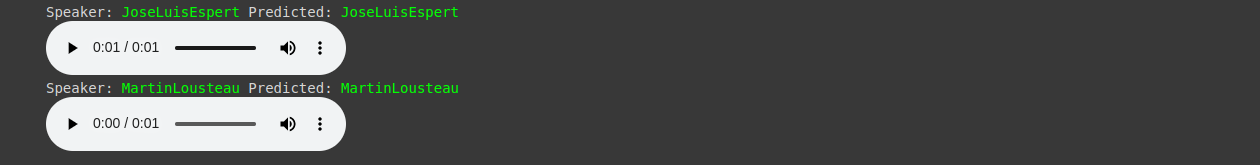 Speaker: JoseLuisEspert Predicted: JoseLuisEspert
0:01 / 0:01
Speaker: MartinLousteau Predicted: MartinLousteau
0:00 / 0:01